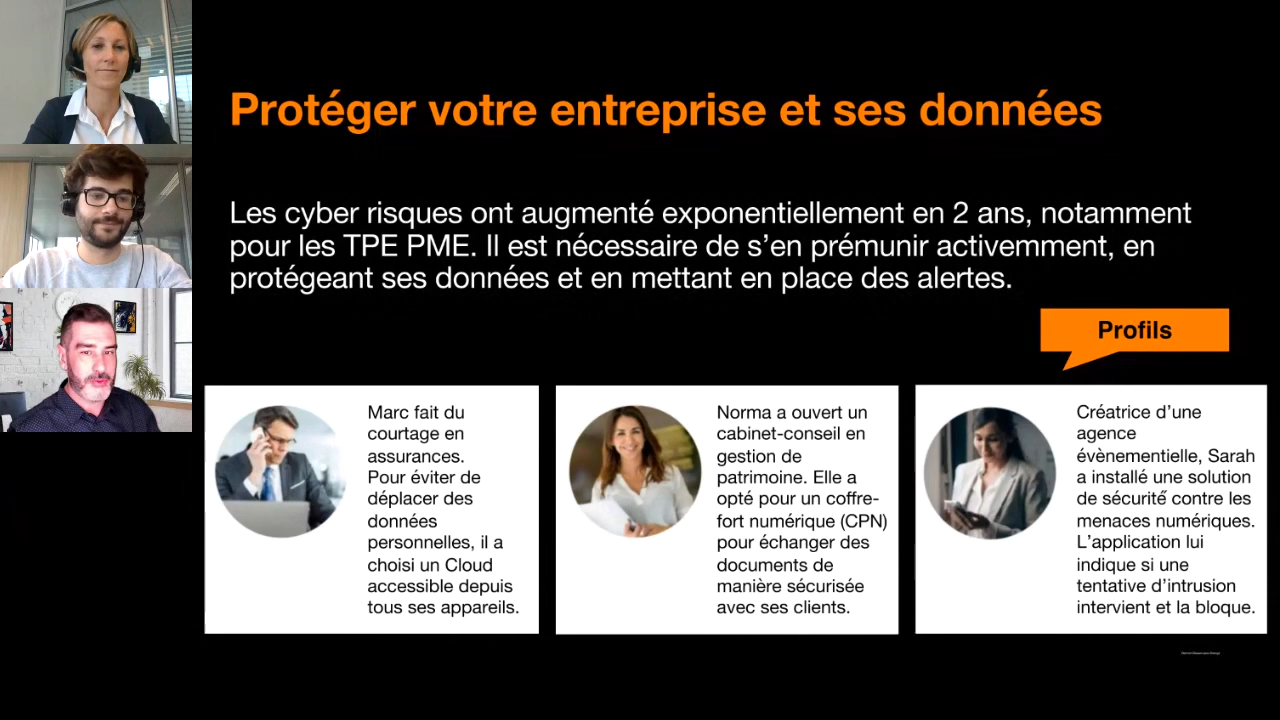 Protéger votre entreprise et ses données
Les cyber risques ont augmenté exponentiellement en 2 ans, notamment
pour les TPE PME. Il est nécessaire de s'en prémunir activemment, en
protégeant ses données et en mettant en place des alertes.
Profils
Marc fait du
courtage en
assurances.
Pour éviter de
déplacer des
données
personnelles, il a
choisi un Cloud
accessible depuis
tous ses appareils.
Norma a ouvert un
cabinet-conseil en
gestion de
patrimoine. Elle a
opté pour un coffre-
fort numérique (CPN)
pour échanger des
documents de
manière sécurisée
avec ses clients.
Créatrice d'une
agence
évènementielle, Sarah
a installé une solution
de sécurité contre les
menaces numériques.
L'application lui
indique si une
tentative d'intrusion
intervient et la bloque.